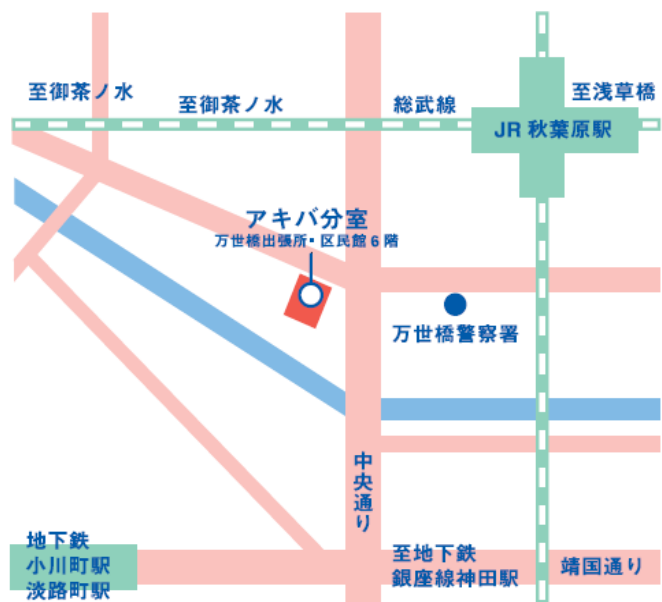 至御茶ノ水
至御茶ノ水
総武線
至浅草橋
JR 秋葉原駅
アキバ分室
万世橋出張所・区民館6階
万世橋警察署
中央通り
地下鉄
小川町駅
淡路町駅
至地下鉄
銀座線神田駅
靖国通り